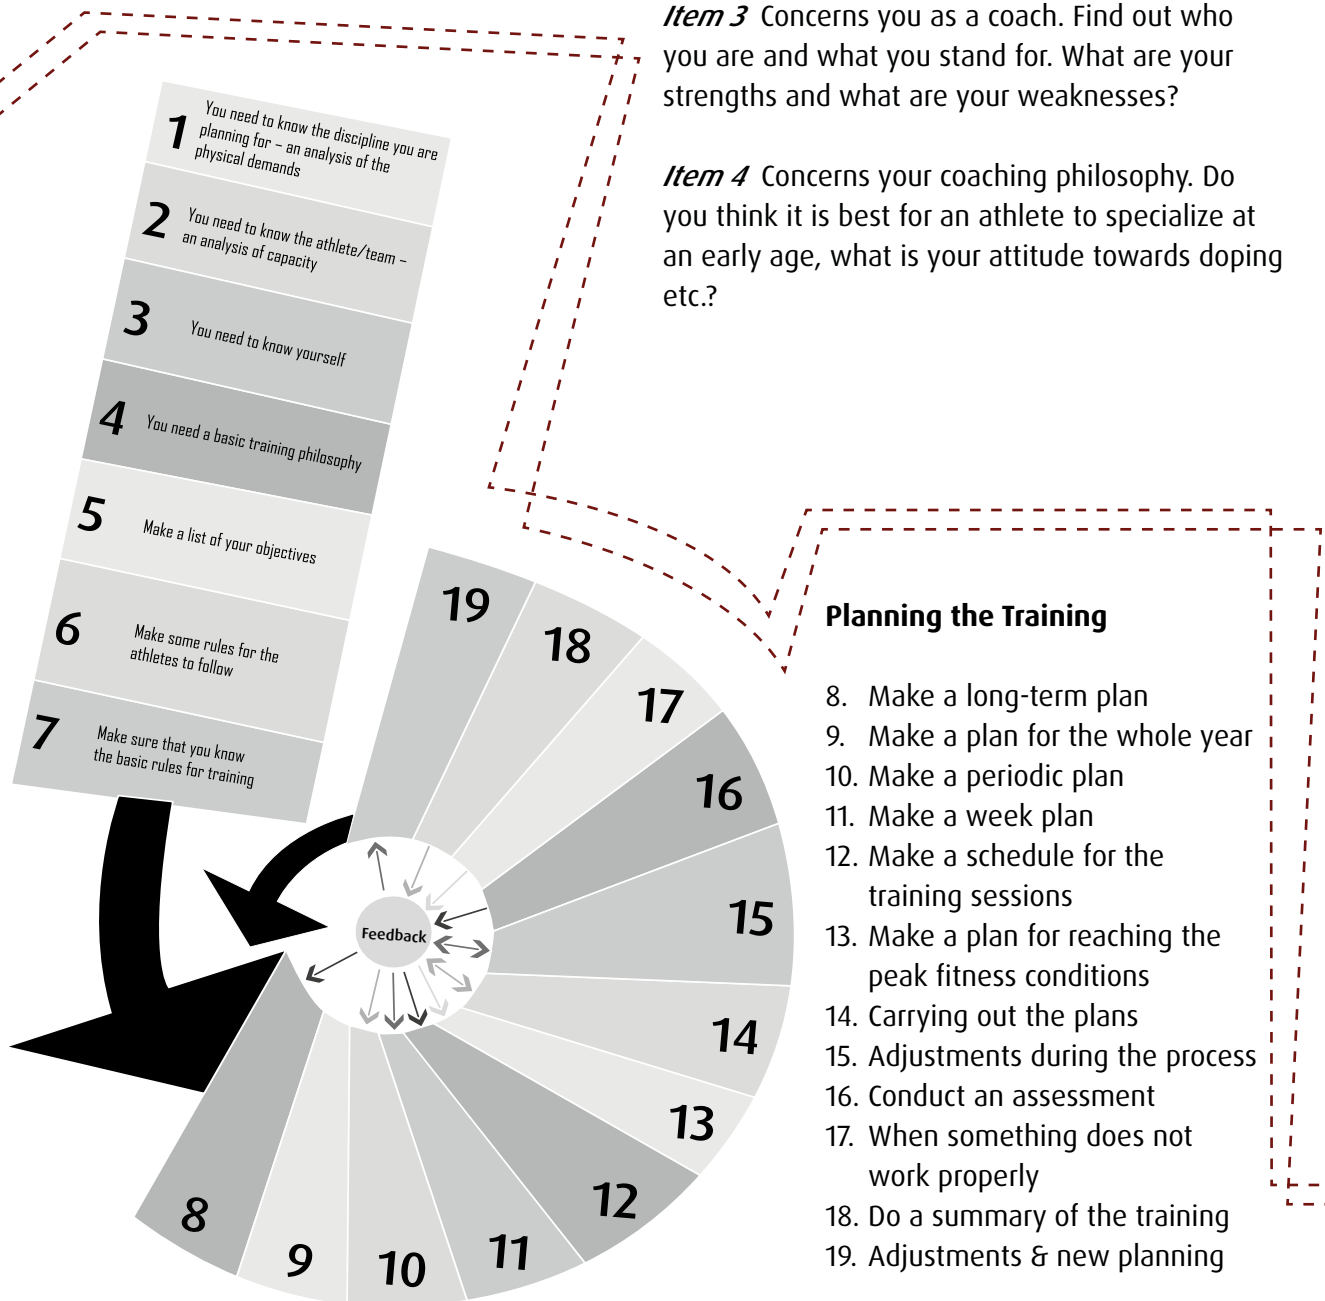 Item 3 Concerns you as a coach. Find out who
you are and what you stand for. What are your
strengths and what are your weaknesses?
Item 4 Concerns your coaching philosophy. Do
you think it is best for an athlete to specialize at
an early age, what is your attitude towards doping
etc.?
1 You need to know the discipline you are
planning for – an analysis of the
physical demands
2 You need to know the athlete/team –
an analysis of capacity
3 You need to know yourself
4 You need a basic training philosophy
5 Make a list of your objectives
6 Make some rules for the
athletes to follow
7 Make sure that you know
the basic rules for training
19
18
17
16
15
14
13
12
11
10
9
8
Feedback
Planning the Training
8. Make a long-term plan
9. Make a plan for the whole year
10. Make a periodic plan
11. Make a week plan
12. Make a schedule for the
training sessions
13. Make a plan for reaching the
peak fitness conditions
14. Carrying out the plans
15. Adjustments during the process
16. Conduct an assessment
17. When something does not
work properly
18. Do a summary of the training
19. Adjustments & new planning